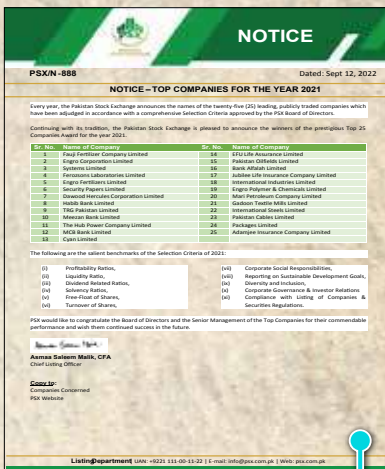 NOTICE
PSX/N-888 Dated: Sept 12, 2022
NOTICE – TOP COMPANIES FOR THE YEAR 2021
Every year, the Pakistan Stock Exchange announces the names of the twenty-five (25) leading, publicly traded companies which
have been adjudged in accordance with a comprehensive Selection Criteria approved by the PSX Board of Directors.
Continuing with its tradition, the Pakistan Stock Exchange is pleased to announce the winners of the prestigious Top 25
Companies Award for the year 2021.
Sr. No. Name of Company Sr. No. Name of Company
1 Fauji Fertilizer Company Limited 14 EFU Life Assurance Limited
2 Engro Corporation Limited 15 Pakistan Oilfields Limited
3 Systems Limited 16 Bank Alfalah Limited
4 Ferozsons Laboratories Limited 17 Jubilee Life Insurance Company Limited
5 Engro Fertilizers Limited 18 International Industries Limited
6 Security Papers Limited 19 Engro Polymer & Chemicals Limited
7 Dawood Hercules Corporation Limited 20 Mari Petroleum Company Limited
8 Habib Bank Limited 21 Gadoon Textile Mills Limited
9 TRG Pakistan Limited 22 International Steels Limited
10 Meezan Bank Limited 23 Pakistan Cables Limited
11 The Hub Power Company Limited 24 Packages Limited
12 MCB Bank Limited 25 Adamjee Insurance Company Limited
13 Cyan Limited
The following are the salient benchmarks of the Selection Criteria of 2021:
(i) Profitability Ratios, (vii) Corporate Social Responsibilities,
(ii) Liquidity Ratio, (viii) Reporting on Sustainable Development Goals,
(iii) Dividend Related Ratios, (ix) Diversity and Inclusion,
(iv) Solvency Ratios, (x) Corporate Governance & Investor Relations
(v) Free-Float of Shares, (xi) Compliance with Listing of Companies &
(vi) Turnover of Shares, Securities Regulations.
PSX would like to congratulate the Board of Directors and the Senior Management of the Top Companies for their commendable
performance and wish them continued success in the future.
Asmaa Saleem Malik, CFA
Chief Listing Officer
Copy to:
Companies Concerned
PSX Website
Listing Department | UAN: +9221 111-00-11-22 | E-mail: info@psx.com.pk | Web: psx.com.pk